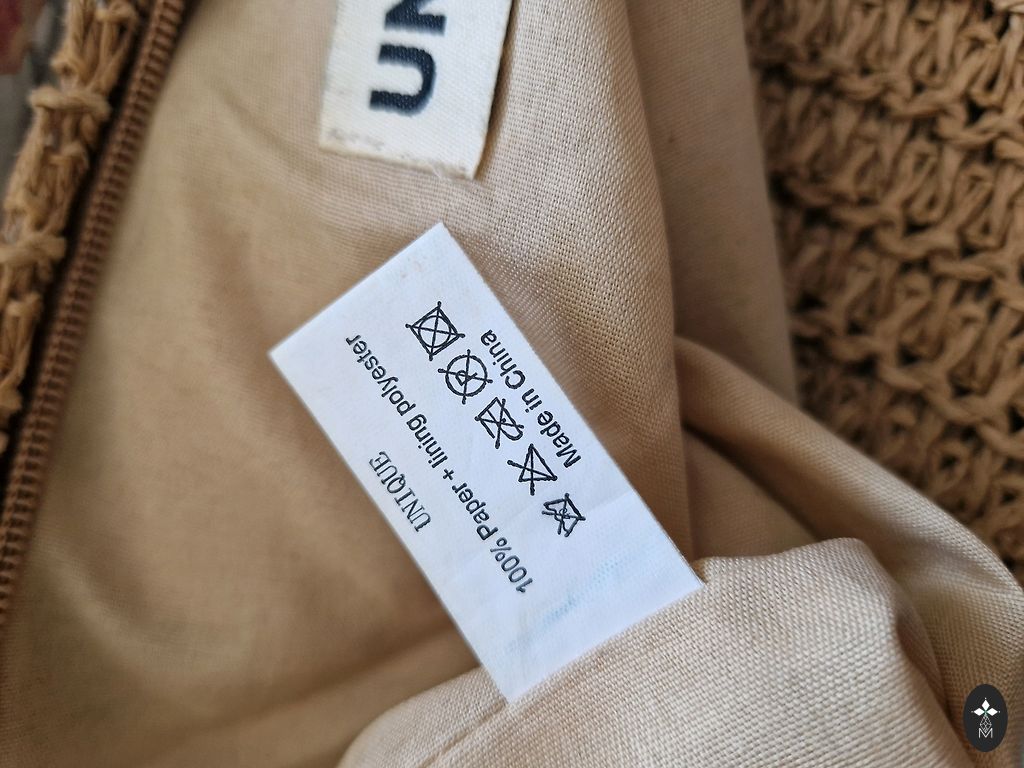 UN
UNIQUE
100% Paper + lining polyester
Made in China
M